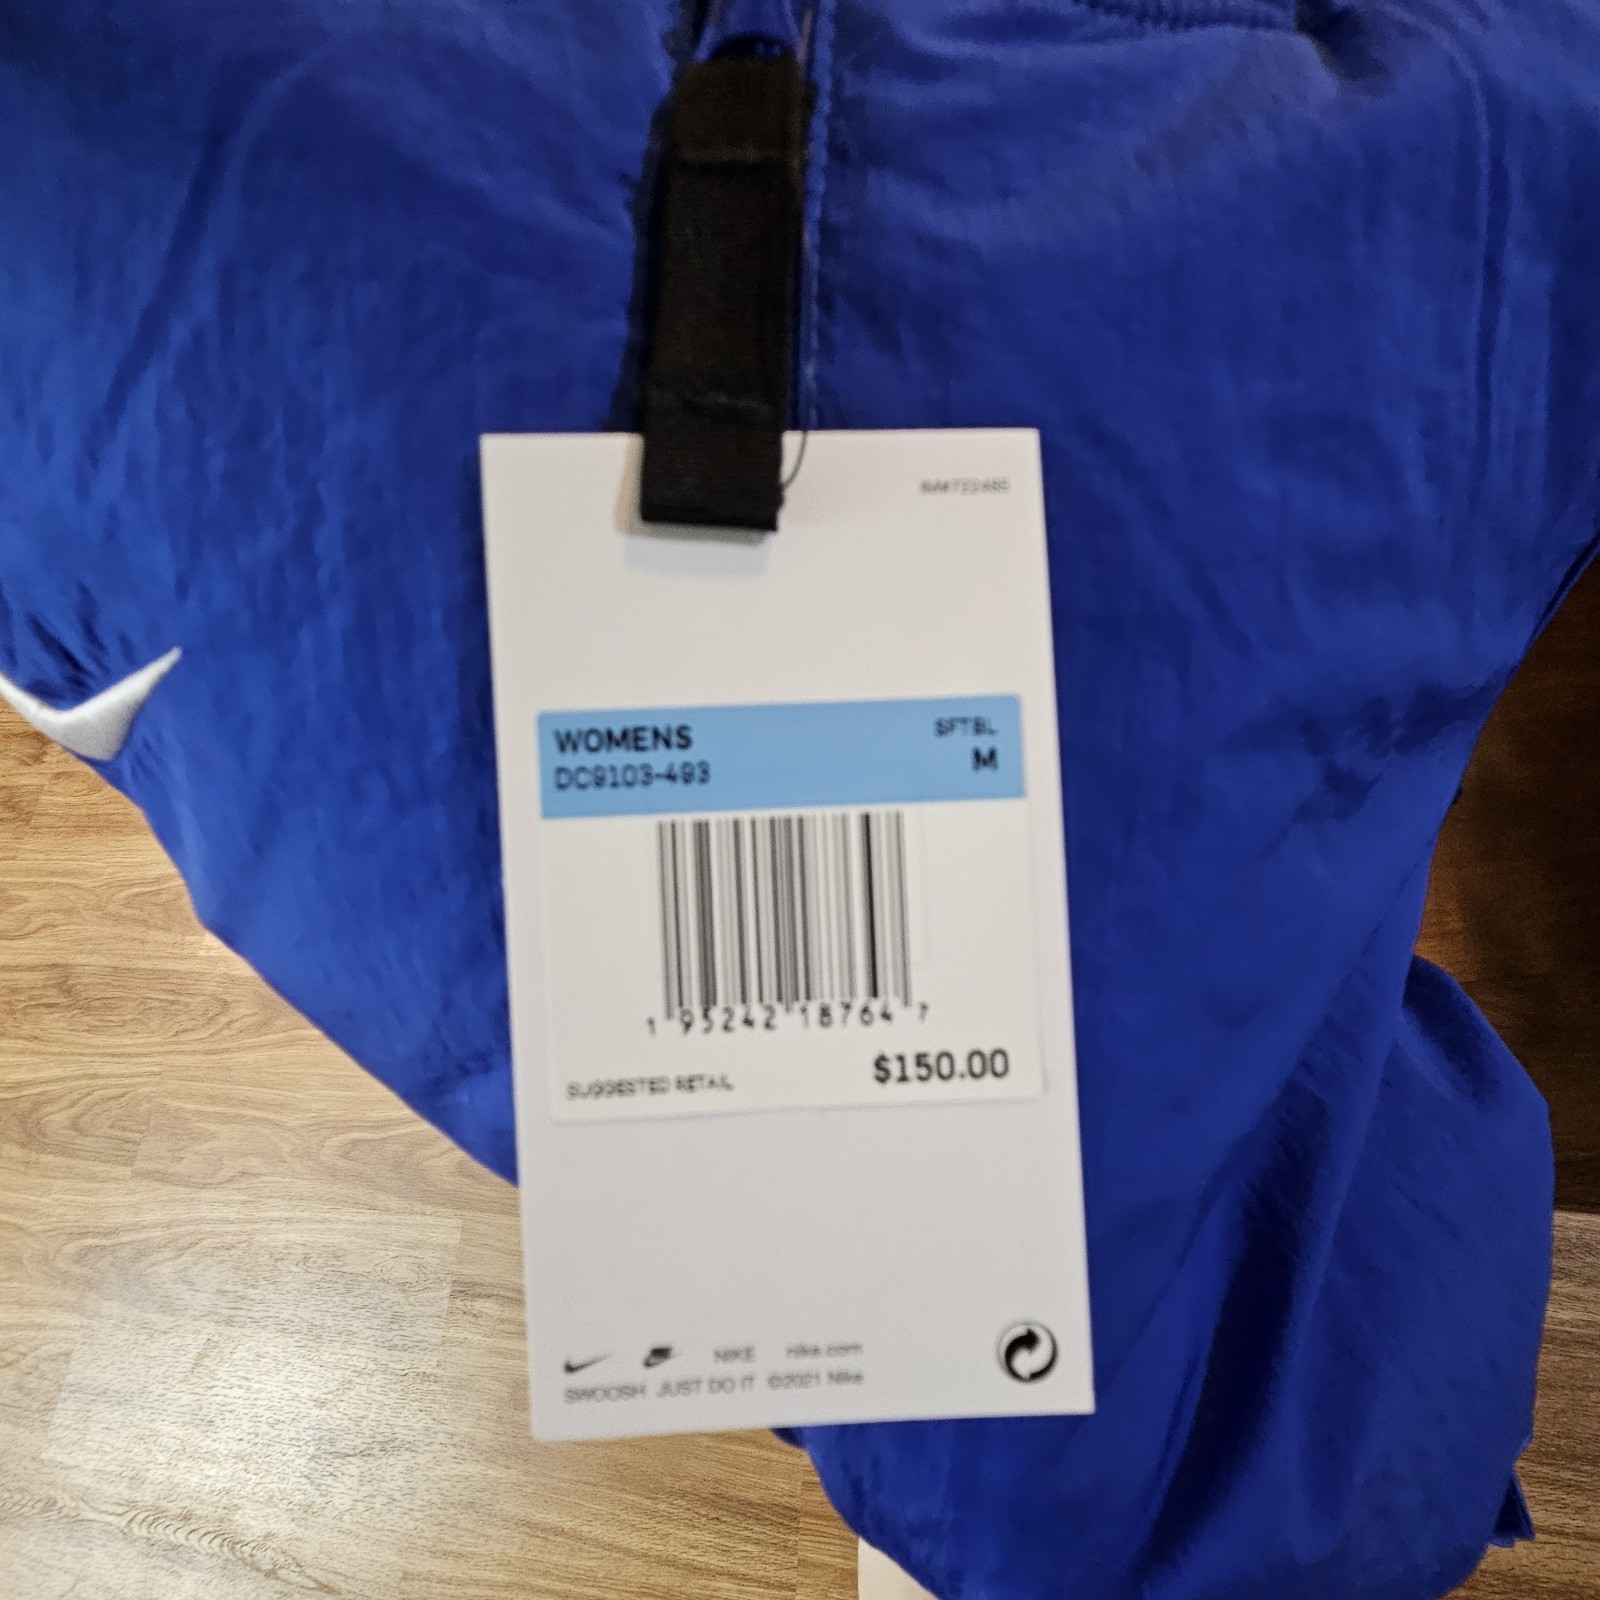 WOMENS SFTBL
DC9103-493 M
1 95242 18764 7
SUGGESTED RETAIL $150.00
NIKE nike.com
SWOOSH JUST DO IT ©2021 Nike